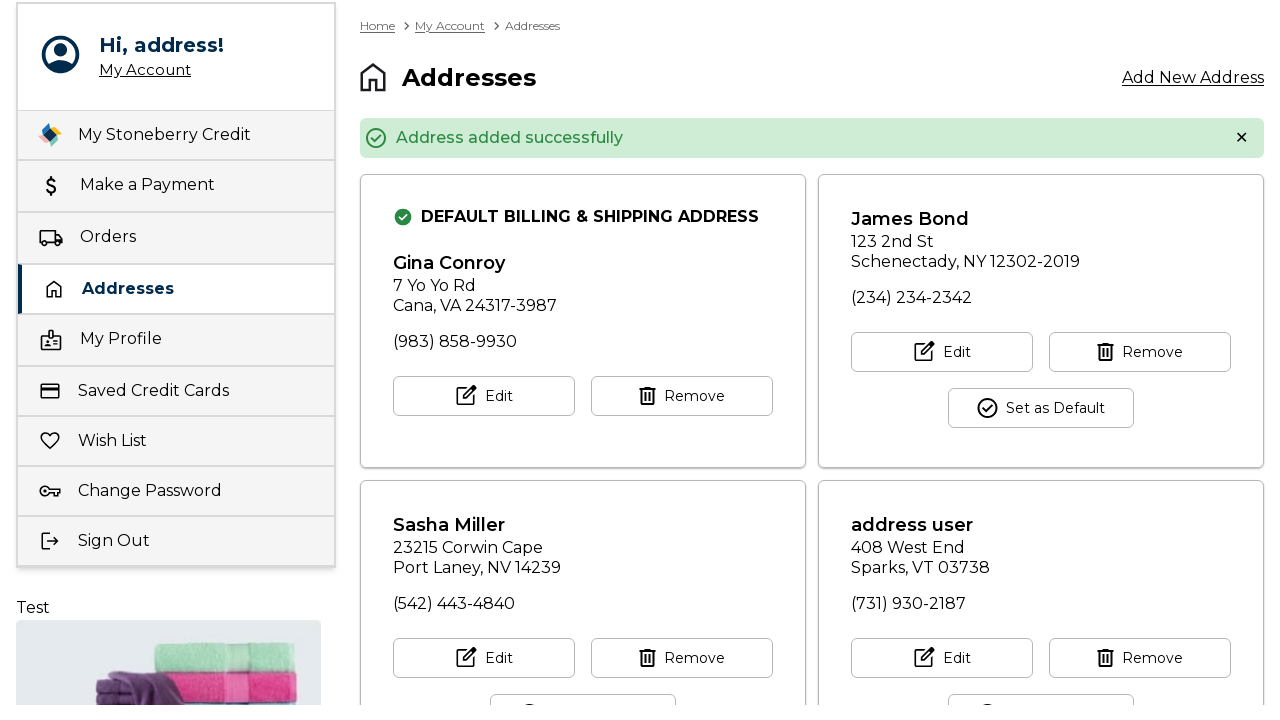 Hi, address!
My Account
My Stoneberry Credit
Make a Payment
Orders
Addresses
My Profile
Saved Credit Cards
Wish List
Change Password
Sign Out
Test
Home > My Account > Addresses
Addresses
Add New Address
Address added successfully
DEFAULT BILLING & SHIPPING ADDRESS
Gina Conroy
7 Yo Yo Rd
Cana, VA 24317-3987
(983) 858-9930
Edit
Remove
James Bond
123 2nd St
Schenectady, NY 12302-2019
(234) 234-2342
Edit
Remove
Set as Default
Sasha Miller
23215 Corwin Cape
Port Laney, NV 14239
(542) 443-4840
Edit
Remove
address user
408 West End
Sparks, VT 03738
(731) 930-2187
Edit
Remove